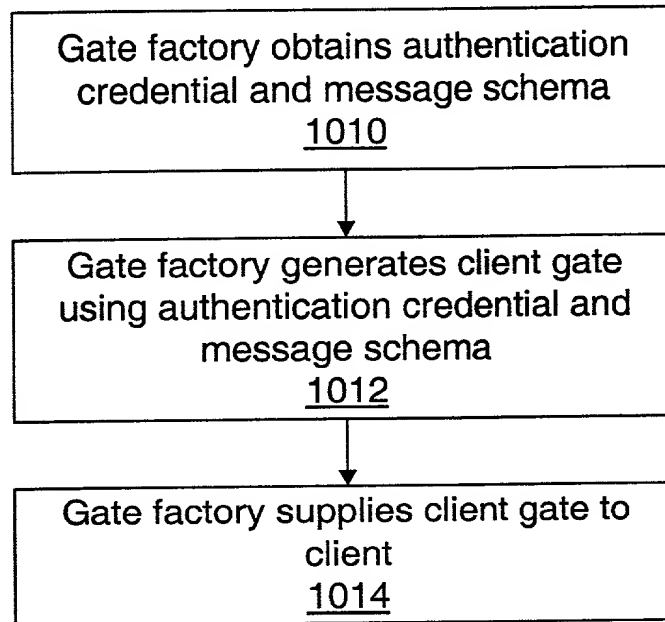 Gate factory obtains authentication
credential and message schema
1010
Gate factory generates client gate
using authentication credential and
message schema
1012
Gate factory supplies client gate to
client
1014